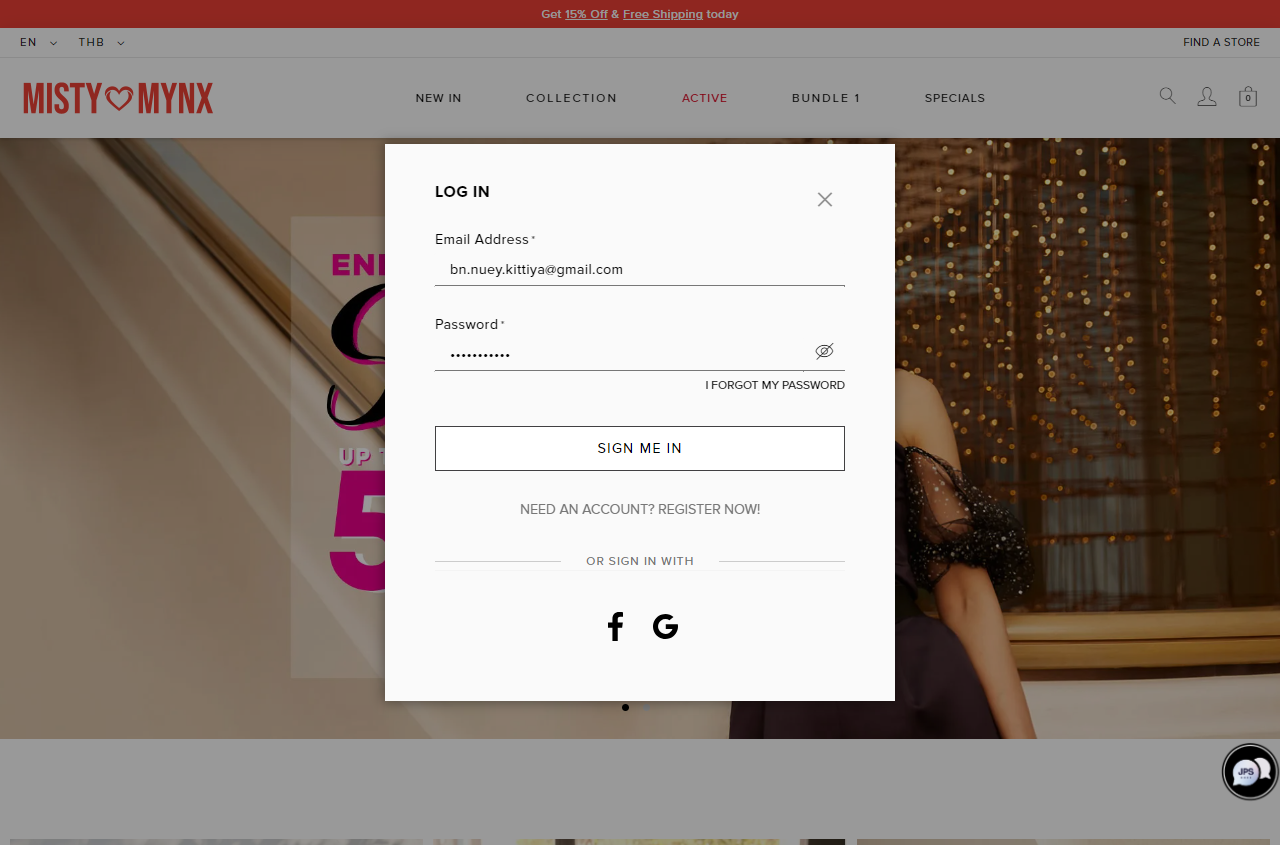 Get 15% Off & Free Shipping today
EN THB FIND A STORE
MISTY MYNX
NEW IN COLLECTION ACTIVE BUNDLE 1 SPECIALS
0
LOG IN
Email Address *
bn.nuey.kittiya@gmail.com
Password *
•••••••••••
I FORGOT MY PASSWORD
SIGN ME IN
NEED AN ACCOUNT? REGISTER NOW!
OR SIGN IN WITH
UP
5
JPS